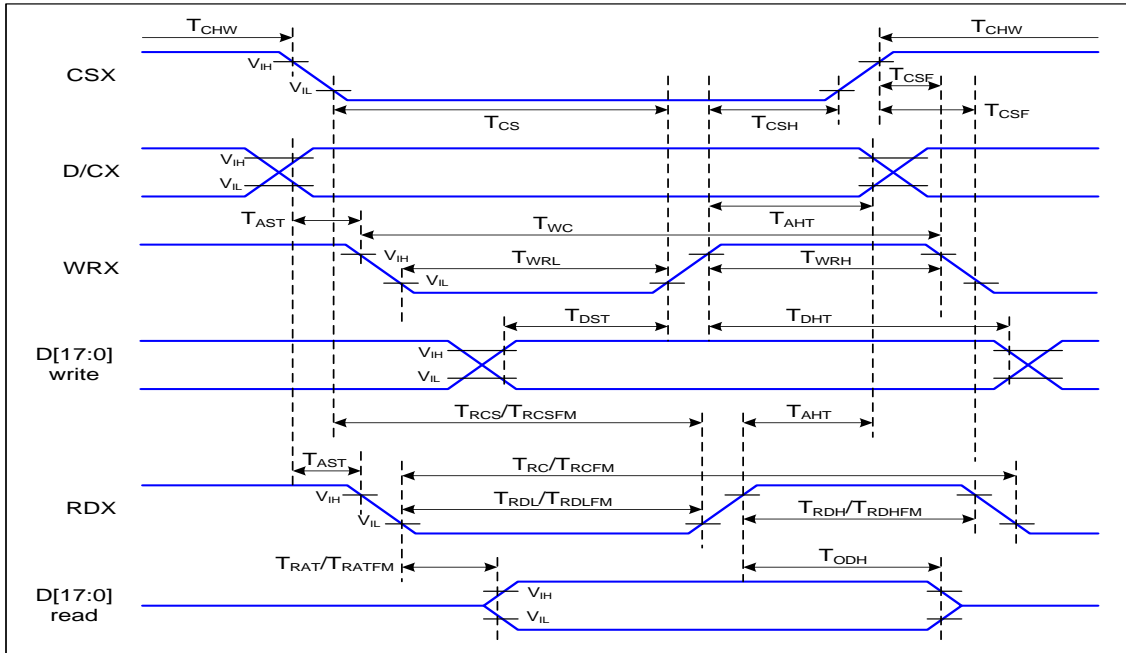 TCHW
TCHW
CSX
VIH
VIL
TCSF
TCSF
TCS
TCSH
D/CX
VIH
VIL
TAST
TWC
TAHT
WRX
VIH
VIL
TWRL
TWRH
TDST
TDHT
D[17:0]
write
VIH
VIL
TRCS/TRCSFM
TAHT
TAST
TRC/TRCFM
RDX
VIH
VIL
TRDL/TRDLFM
TRDH/TRDHFM
TRAT/TRATFM
TODH
D[17:0]
read
VIH
VIL